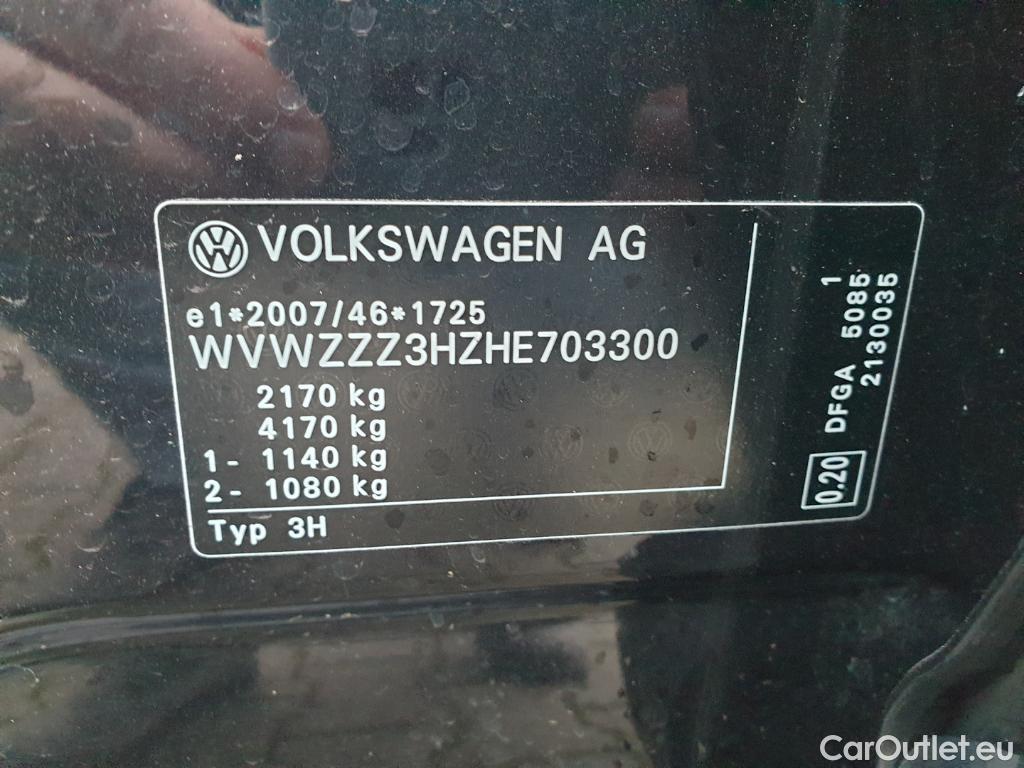 VOLKSWAGEN AG
e1*2007/46*1725
WVWZZZ3HZHE703300
2170 kg
4170 kg
1- 1140 kg
2- 1080 kg
Typ 3H
0.20 DFGA 5085 1
2130035
CarOutlet.eu